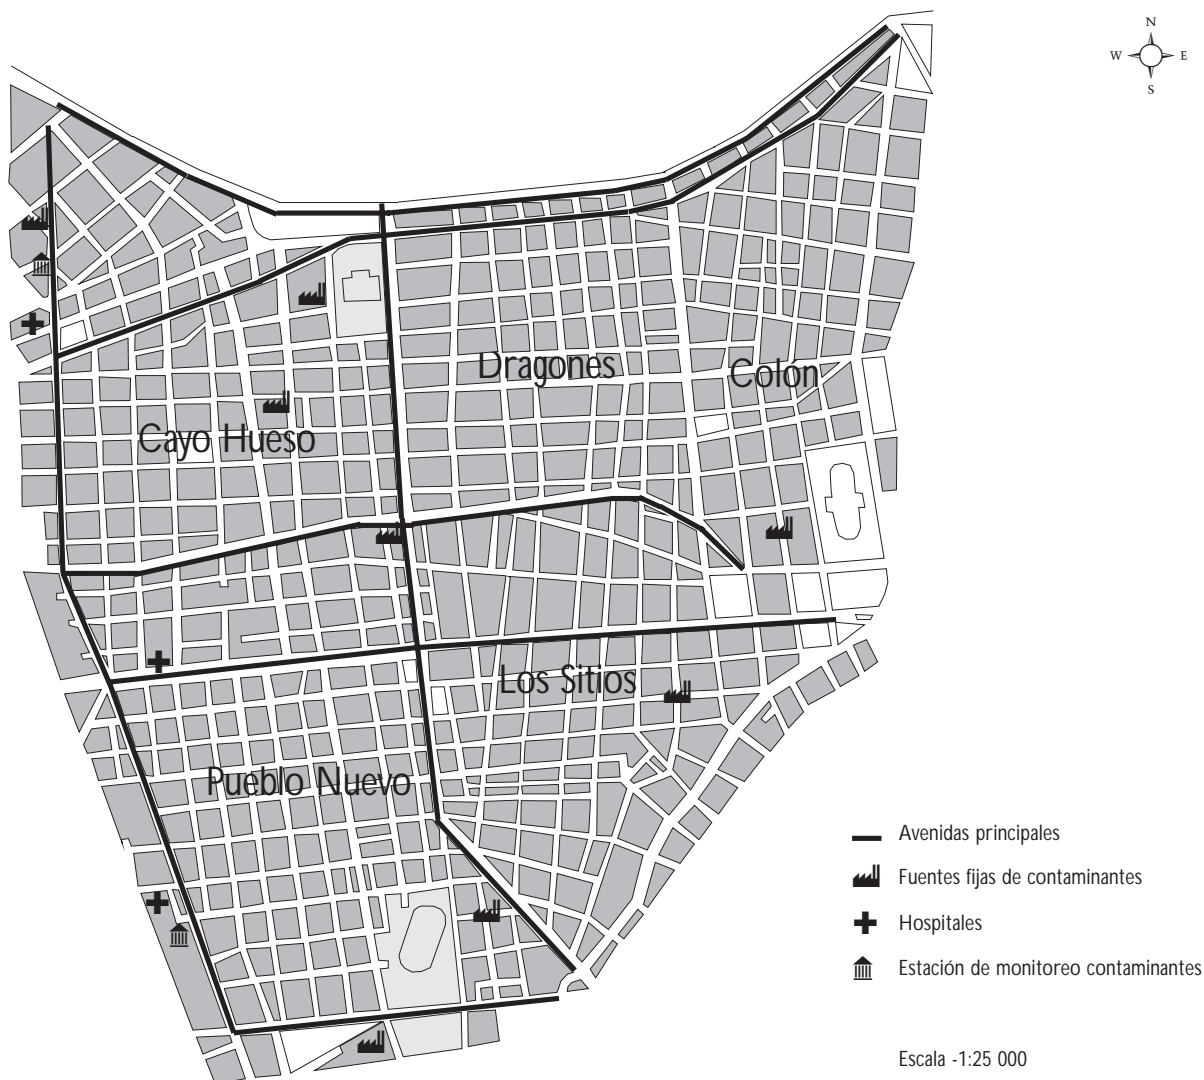 N
W E
S
Dragones
Colón
Cayo Hueso
Los Sitios
Pueblo Nuevo
Avenidas principales
Fuentes fijas de contaminantes
Hospitales
Estación de monitoreo contaminantes
Escala -1:25 000